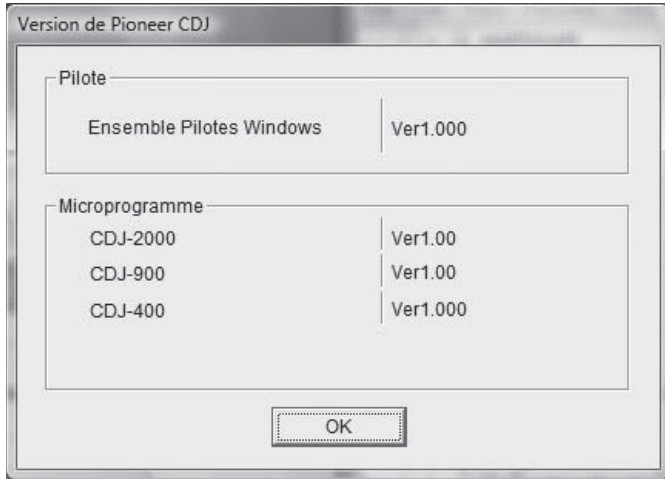 Version de Pioneer CDJ
Pilote
Ensemble Pilotes Windows Ver1.000
Microprogramme
CDJ-2000 Ver1.00
CDJ-900 Ver1.00
CDJ-400 Ver1.000
OK